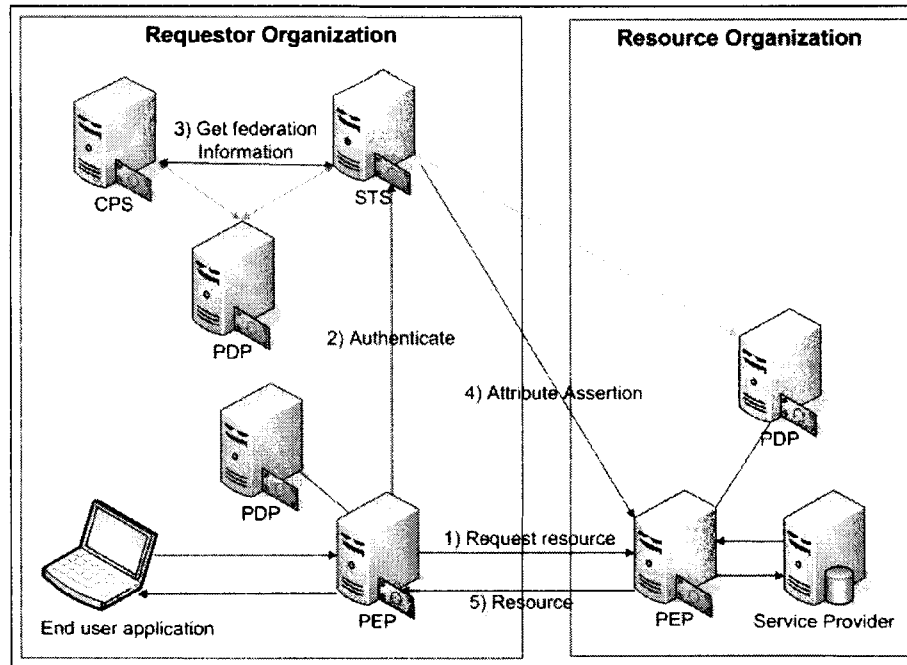 Requestor Organization
Resource Organization
3) Get federation
Information
CPS
STS
PDP
2) Authenticate
4) Attribute Assertion
PDP
PDP
1) Request resource
5) Resource
End user application
PEP
PEP
Service Provider